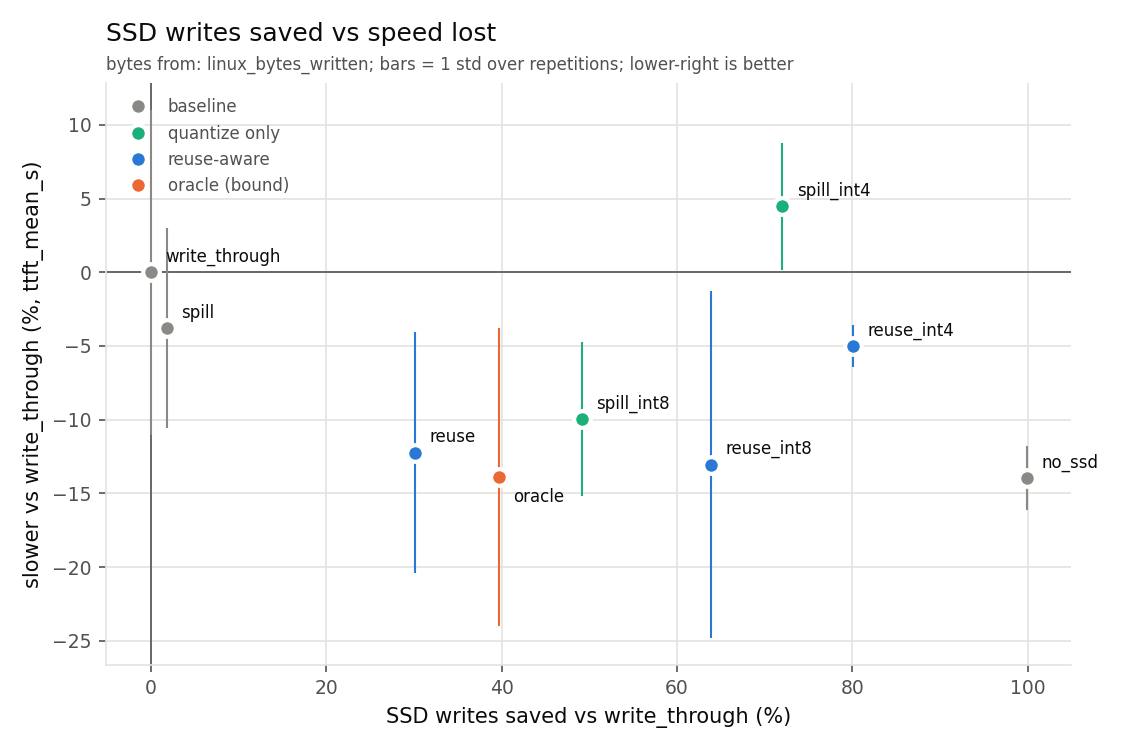 SSD writes saved vs speed lost
bytes from: linux_bytes_written; bars = 1 std over repetitions; lower-right is better
baseline
quantize only
reuse-aware
oracle (bound)
slower vs write_through (%, ttft_mean_s)
10
5
0
−5
−10
−15
−20
−25
write_through
spill
reuse
oracle
spill_int8
reuse_int8
spill_int4
reuse_int4
no_ssd
0
20
40
60
80
100
SSD writes saved vs write_through (%)